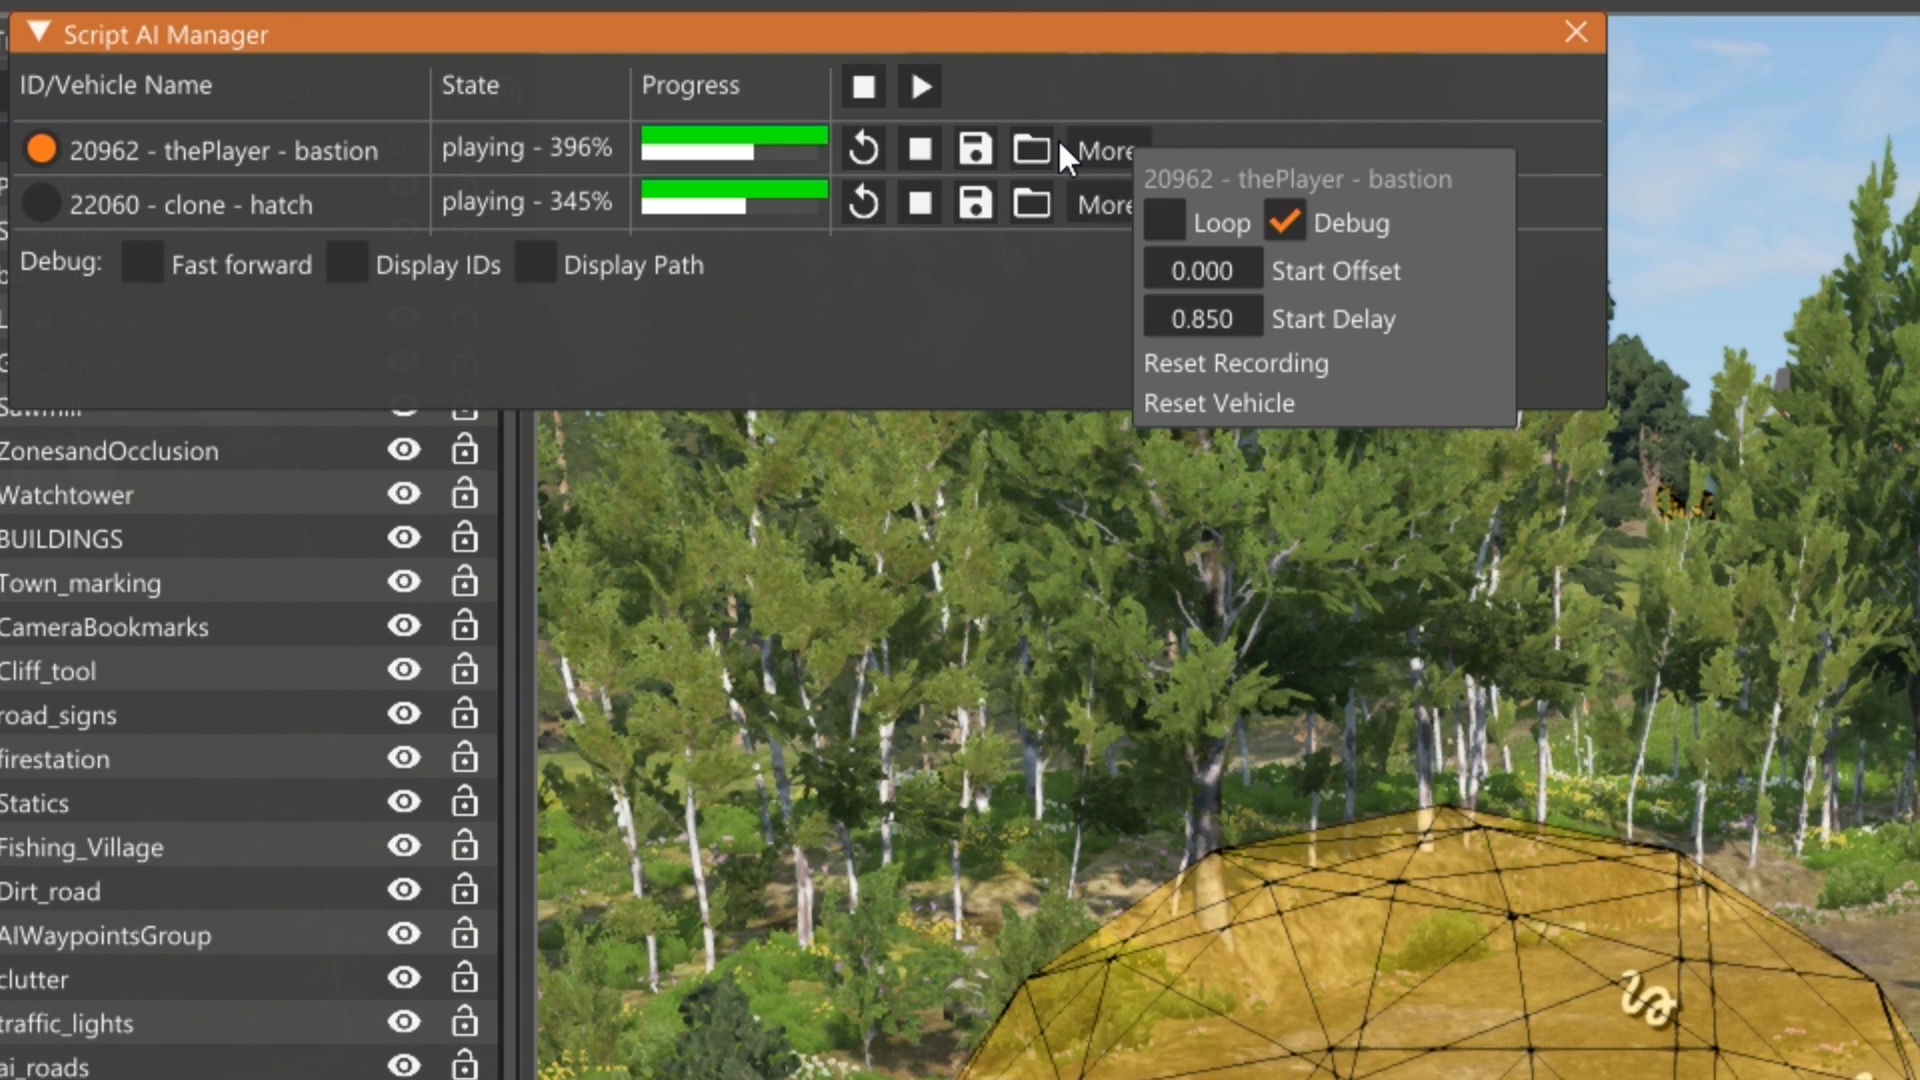 Script AI Manager
ID/Vehicle Name State Progress
20962 - thePlayer - bastion playing - 396% More
22060 - clone - hatch playing - 345% More
Debug: Fast forward Display IDs Display Path
20962 - thePlayer - bastion
Loop Debug
0.000 Start Offset
0.850 Start Delay
Reset Recording
Reset Vehicle
Sawmill
ZonesandOcclusion
Watchtower
BUILDINGS
Town_marking
CameraBookmarks
Cliff_tool
road_signs
firestation
Statics
Fishing_Village
Dirt_road
AIWaypointsGroup
clutter
traffic_lights
ai_roads